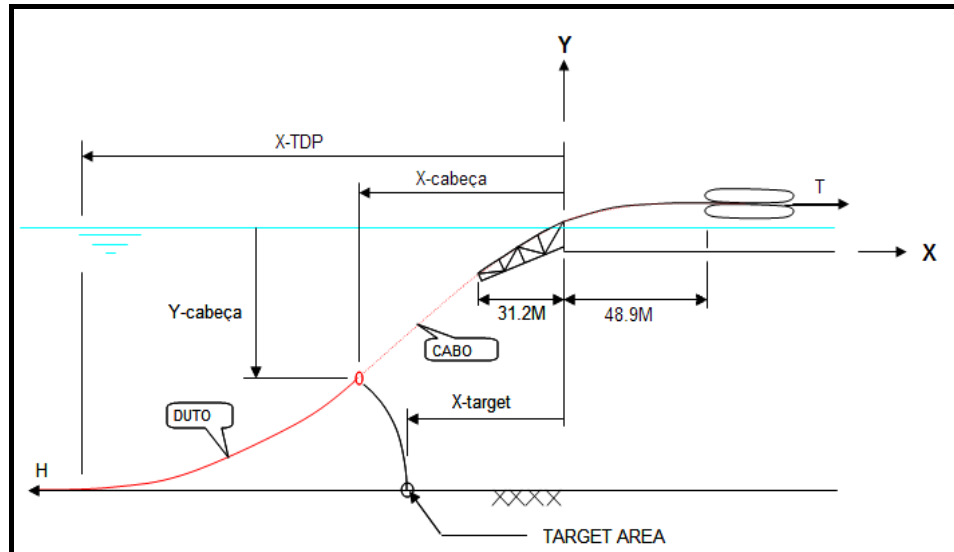 Y
X-TDP
X-cabeça
T
X
Y-cabeça
31.2M
48.9M
CABO
X-target
DUTO
H
TARGET AREA